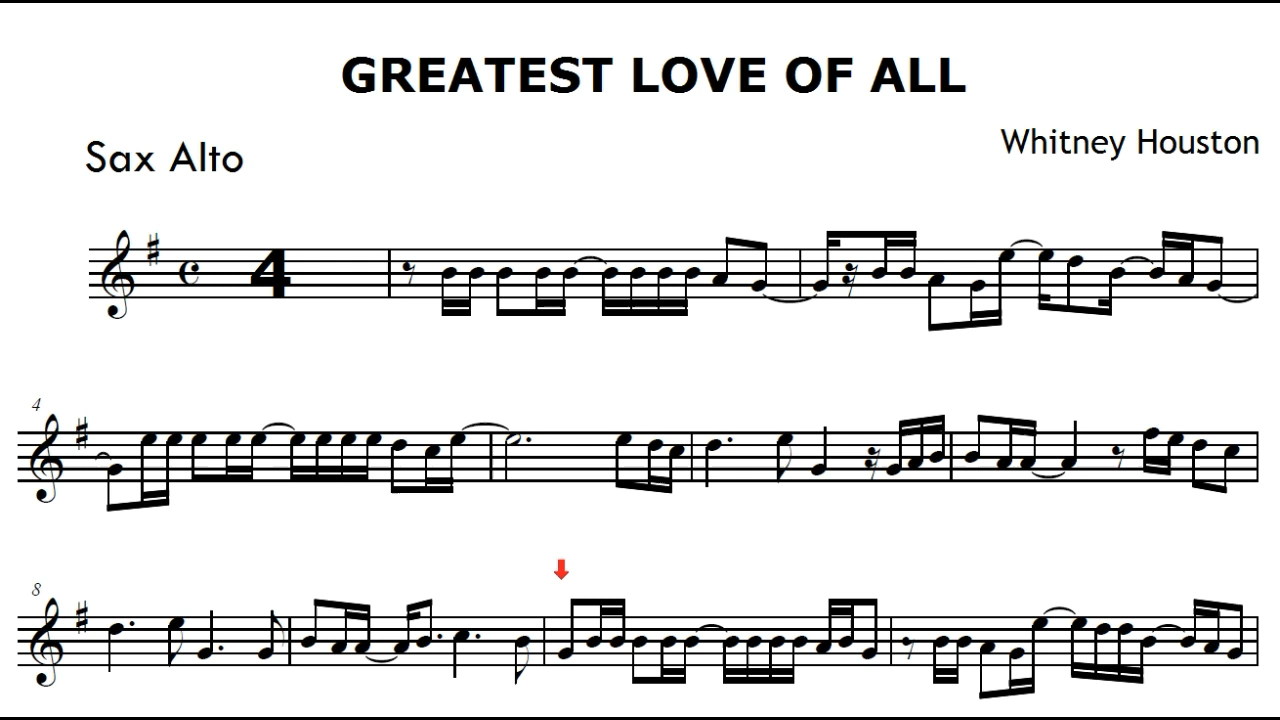 GREATEST LOVE OF ALL
Sax Alto
Whitney Houston
4
4
8